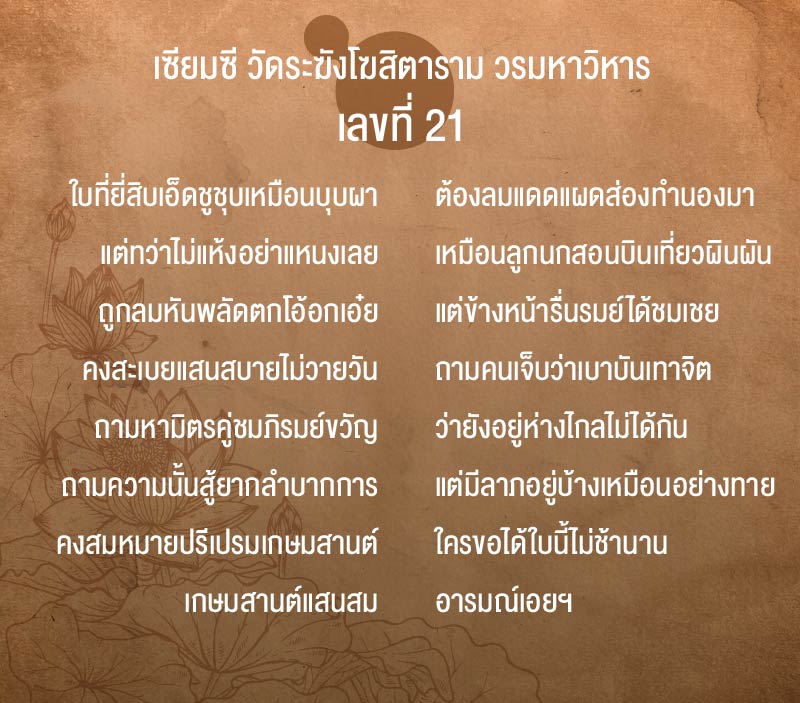 เซียมซี วัดระฆังโฆสิตาราม วรมหาวิหาร
เลขที่ 21
ใบที่ยี่สิบเอ็ดชูชุบเหมือนบุบผา ต้องลมแดดแผดส่องทำนองมา
แต่ทว่าไม่แห้งอย่าแหนงเลย เหมือนลูกนกสอนบินเที่ยวผินผัน
ถูกลมหันพลัดตกโอ้อกเอ๋ย แต่ข้างหน้ารื่นรมย์ได้ชมเชย
คงสะเบยแสนสบายไม่วายวัน ถามคนเจ็บว่าเบาบันเทาจิต
ถามหามิตรคู่ชมภิรมย์ขวัญ ว่ายังอยู่ห่างไกลไม่ได้กัน
ถามความนั้นสู้ยากลำบากการ แต่มีลาภอยู่บ้างเหมือนอย่างทาย
คงสมหมายปรีเปรมเกษมสานต์ ใครขอได้ใบนี้ไม่ช้านาน
เกษมสานต์แสนสม อารมณ์เอยฯ